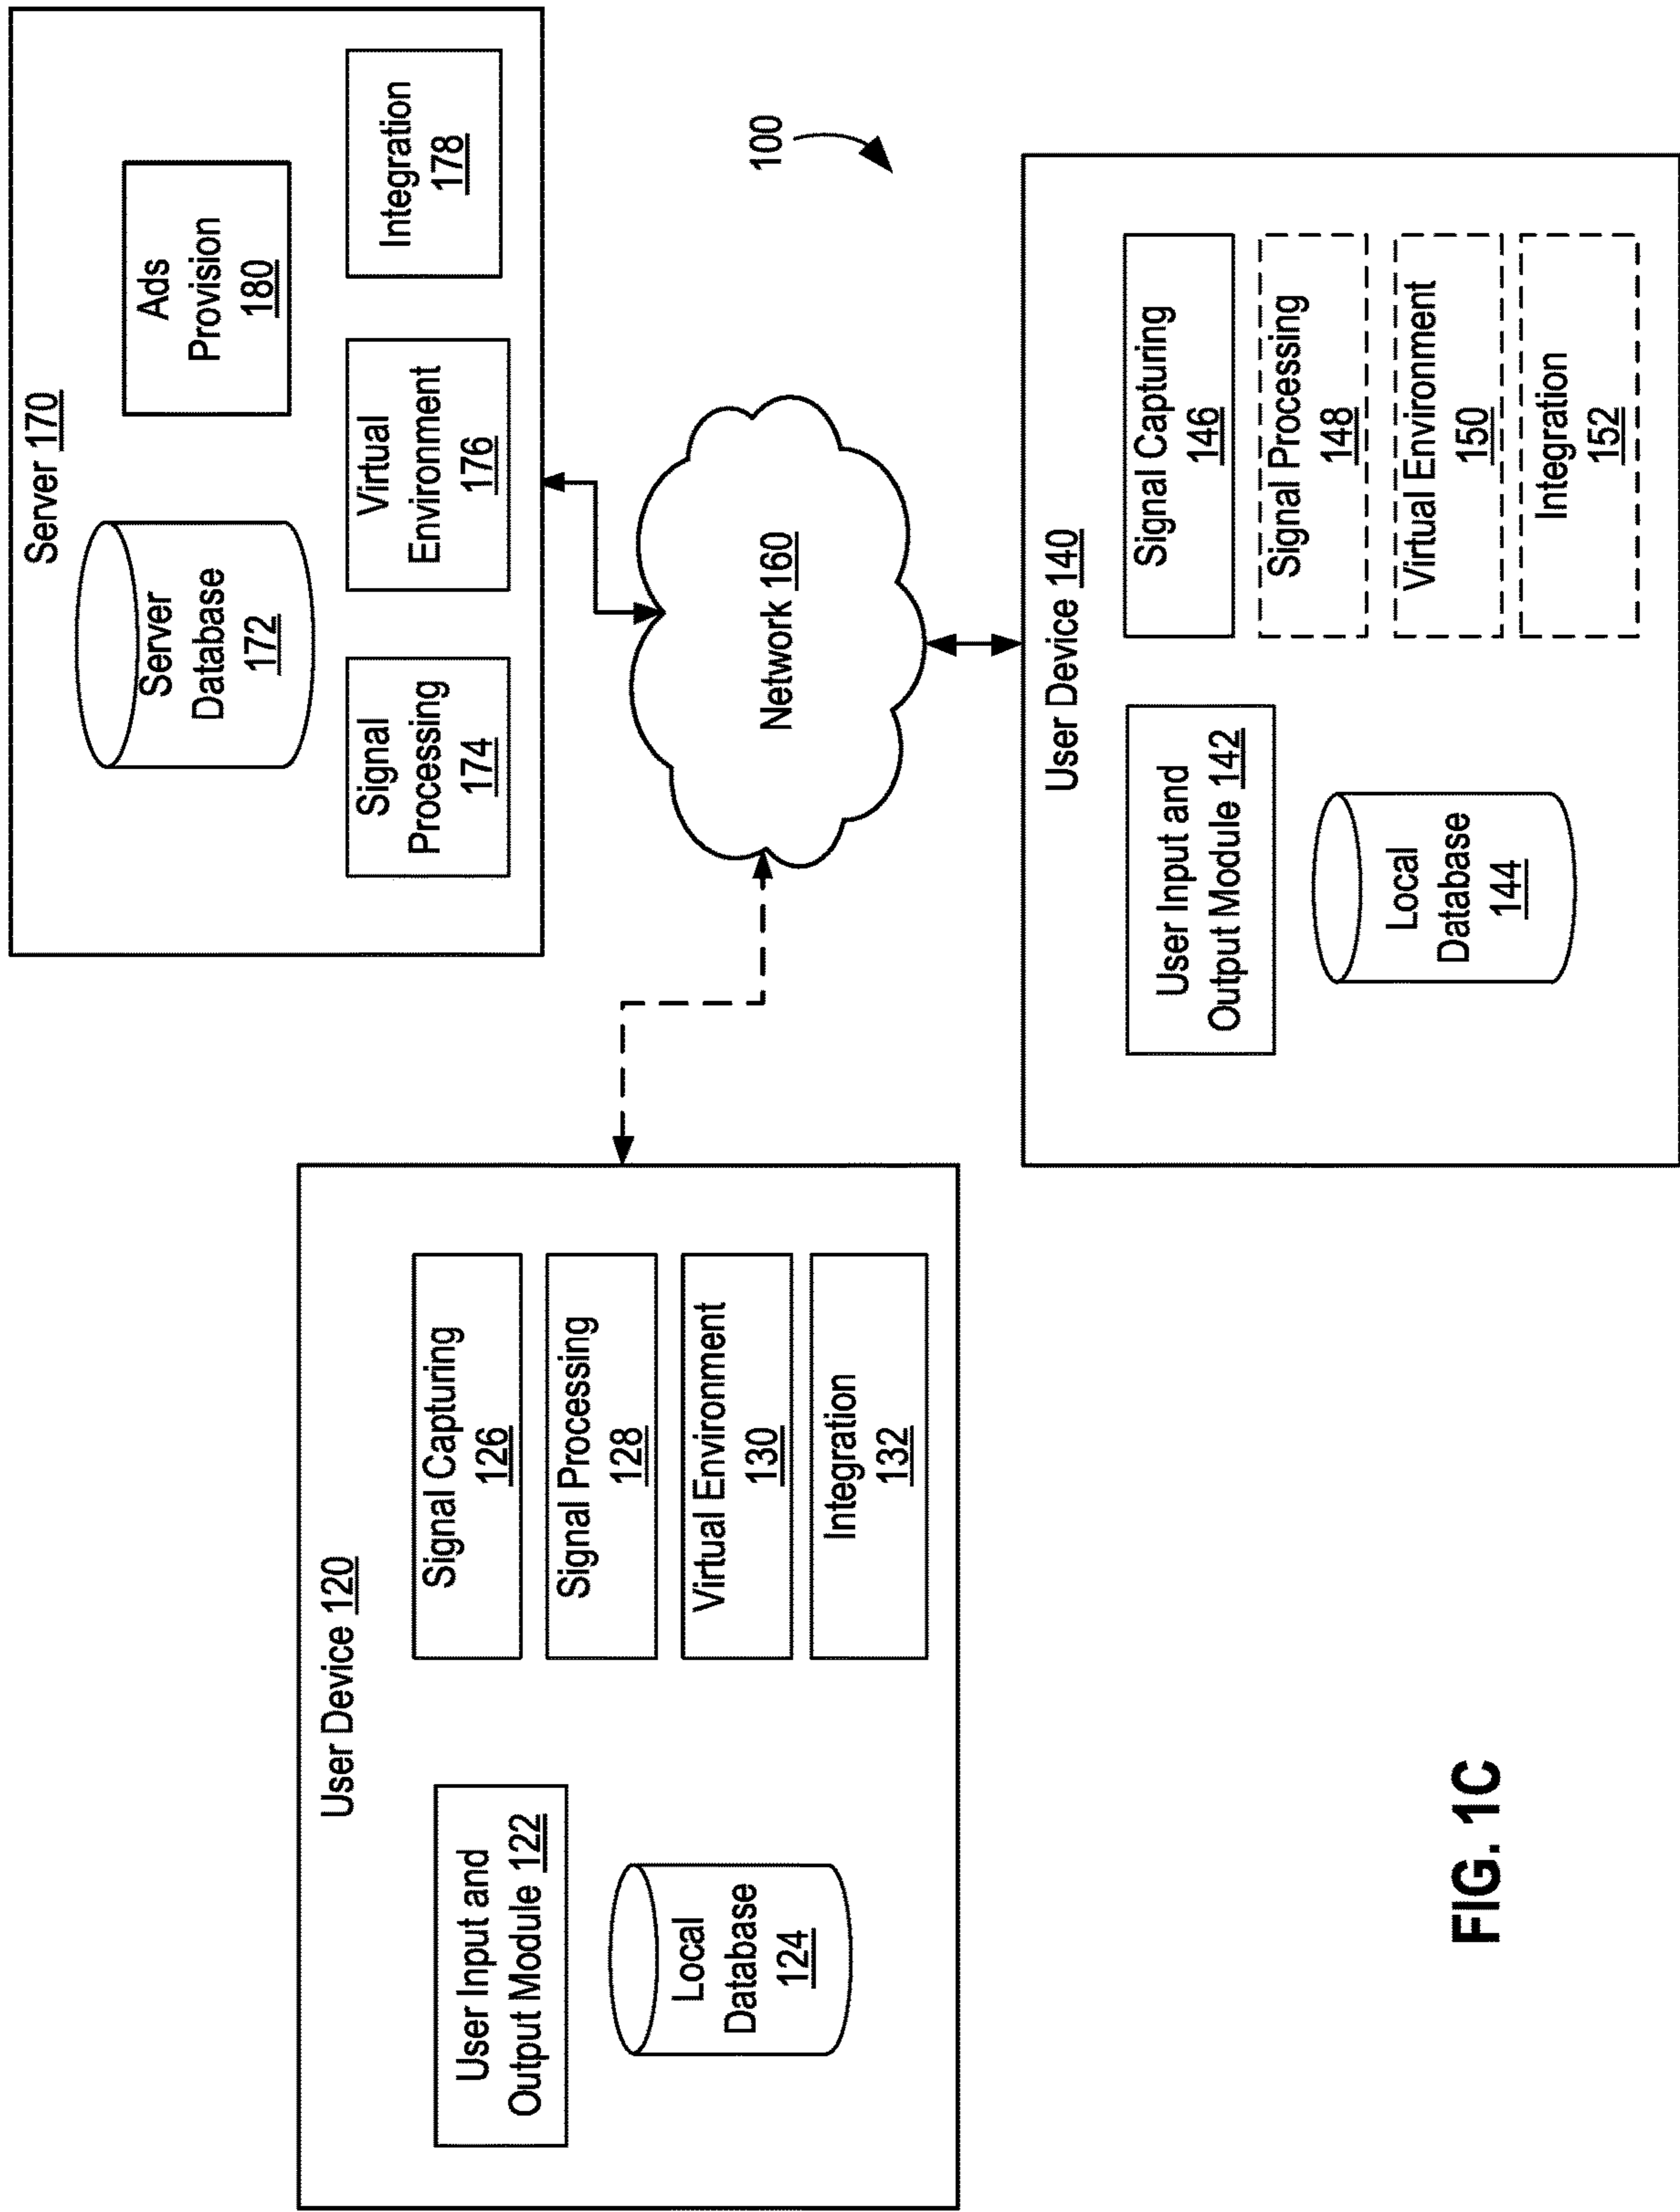 User Device 120
User Input and
Output Module 122
Local
Database
124
Signal Capturing
126
Signal Processing
128
Virtual Environment
130
Integration
132
Server 170
Server
Database
172
Ads
Provision
180
Signal
Processing
174
Virtual
Environment
176
Integration
178
Network 160
100
User Device 140
User Input and
Output Module 142
Local
Database
144
Signal Capturing
146
Signal Processing
148
Virtual Environment
150
Integration
152
FIG. 1C